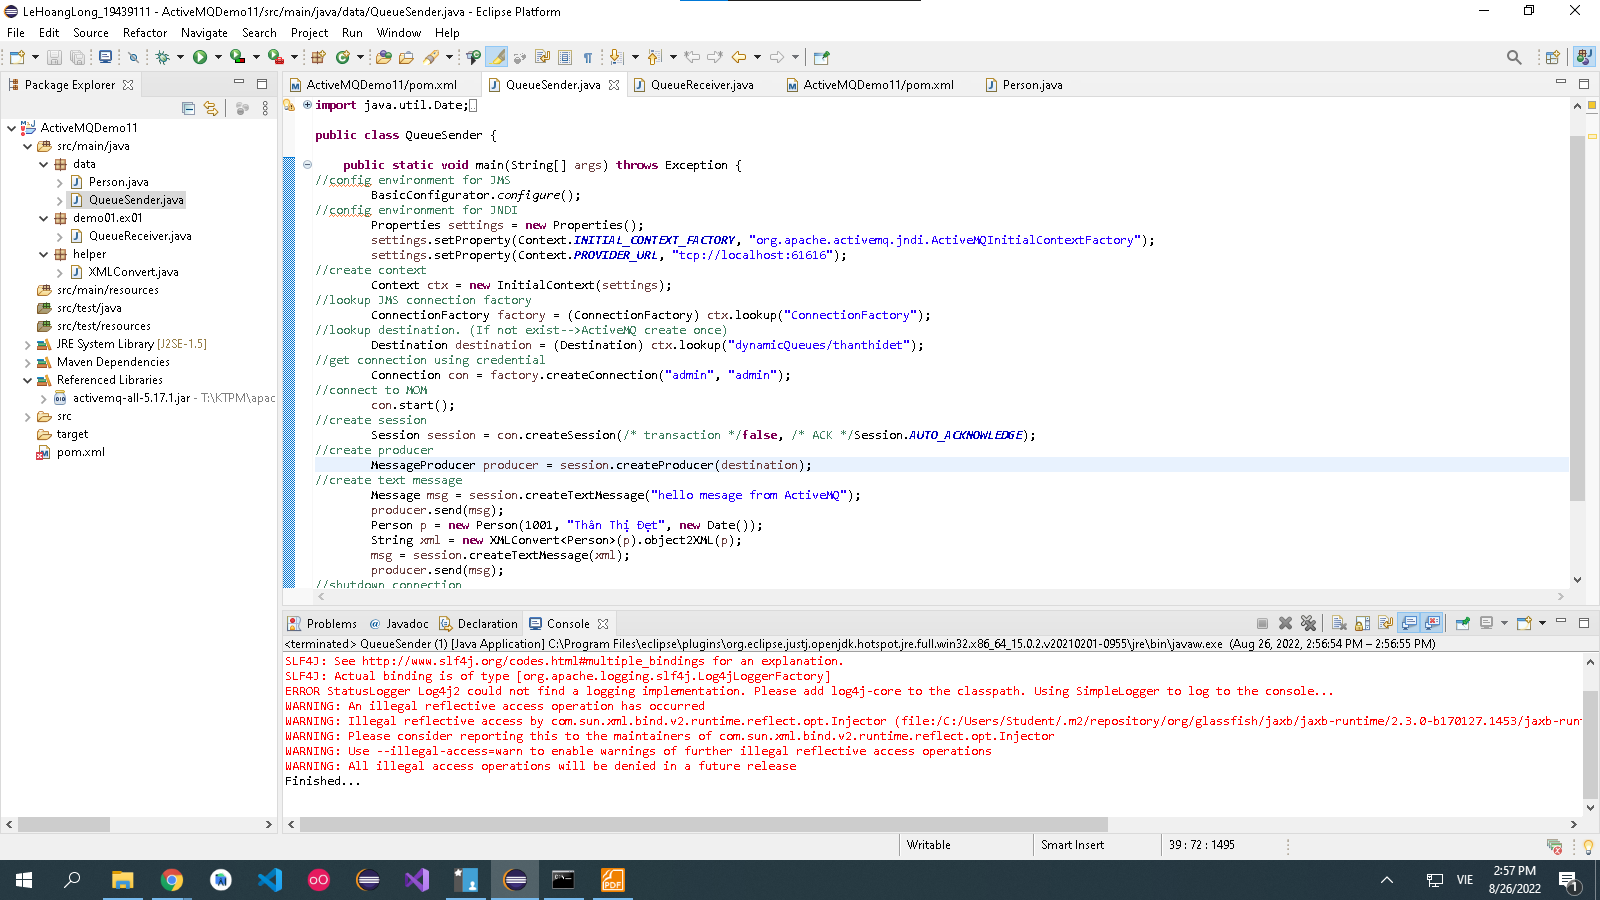 LeHoangLong_19439111 - ActiveMQDemo11/src/main/java/data/QueueSender.java - Eclipse Platform
File Edit Source Refactor Navigate Search Project Run Window Help
Package Explorer
ActiveMQDemo11
src/main/java
data
Person.java
QueueSender.java
demo01.ex01
QueueReceiver.java
helper
XMLConvert.java
src/main/resources
src/test/java
src/test/resources
JRE System Library [J2SE-1.5]
Maven Dependencies
Referenced Libraries
activemq-all-5.17.1.jar - T:\KTPM\apac
src
target
pom.xml
ActiveMQDemo11/pom.xml QueueSender.java QueueReceiver.java ActiveMQDemo11/pom.xml Person.java
import java.util.Date;
public class QueueSender {
public static void main(String[] args) throws Exception {
//config environment for JMS
BasicConfigurator.configure();
//config environment for JNDI
Properties settings = new Properties();
settings.setProperty(Context.INITIAL_CONTEXT_FACTORY, "org.apache.activemq.jndi.ActiveMQInitialContextFactory");
settings.setProperty(Context.PROVIDER_URL, "tcp://localhost:61616");
//create context
Context ctx = new InitialContext(settings);
//lookup JMS connection factory
ConnectionFactory factory = (ConnectionFactory) ctx.lookup("ConnectionFactory");
//lookup destination. (If not exist-->ActiveMQ create once)
Destination destination = (Destination) ctx.lookup("dynamicQueues/thanthidet");
//get connection using credential
Connection con = factory.createConnection("admin", "admin");
//connect to MOM
con.start();
//create session
Session session = con.createSession(/* transaction */false, /* ACK */Session.AUTO_ACKNOWLEDGE);
//create producer
MessageProducer producer = session.createProducer(destination);
//create text message
Message msg = session.createTextMessage("hello mesage from ActiveMQ");
producer.send(msg);
Person p = new Person(1001, "Thân Thị Đẹt", new Date());
String xml = new XMLConvert<Person>(p).object2XML(p);
msg = session.createTextMessage(xml);
producer.send(msg);
//shutdown connection
Problems Javadoc Declaration Console
<terminated> QueueSender (1) [Java Application] C:\Program Files\eclipse\plugins\org.eclipse.justj.openjdk.hotspot.jre.full.win32.x86_64_15.0.2.v20210201-0955\jre\bin\javaw.exe (Aug 26, 2022, 2:56:54 PM – 2:56:55 PM)
SLF4J: See http://www.slf4j.org/codes.html#multiple_bindings for an explanation.
SLF4J: Actual binding is of type [org.apache.logging.slf4j.Log4jLoggerFactory]
ERROR StatusLogger Log4j2 could not find a logging implementation. Please add log4j-core to the classpath. Using SimpleLogger to log to the console...
WARNING: An illegal reflective access operation has occurred
WARNING: Illegal reflective access by com.sun.xml.bind.v2.runtime.reflect.opt.Injector (file:/C:/Users/Student/.m2/repository/org/glassfish/jaxb/jaxb-runtime/2.3.0-b170127.1453/jaxb-run
WARNING: Please consider reporting this to the maintainers of com.sun.xml.bind.v2.runtime.reflect.opt.Injector
WARNING: Use --illegal-access=warn to enable warnings of further illegal reflective access operations
WARNING: All illegal access operations will be denied in a future release
Finished...
Writable Smart Insert 39 : 72 : 1495
VIE
2:57 PM
8/26/2022
1
PDF